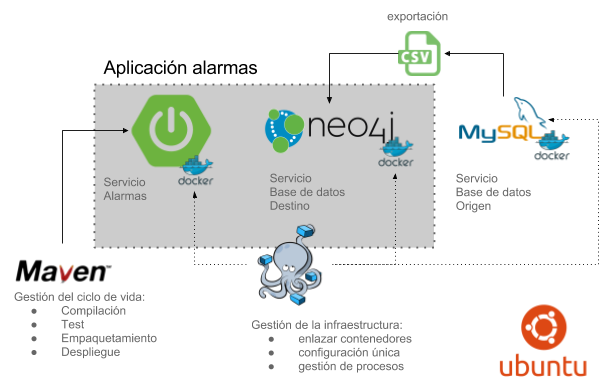 exportación
CSV
Aplicación alarmas
neo4j
MySQL
docker
docker
docker
Servicio
Alarmas
Servicio
Base de datos
Destino
Servicio
Base de datos
Origen
Maven™
Gestión del ciclo de vida:
● Compilación
● Test
● Empaquetamiento
● Despliegue
Gestión de la infraestructura:
● enlazar contenedores
● configuración única
● gestión de procesos
ubuntu